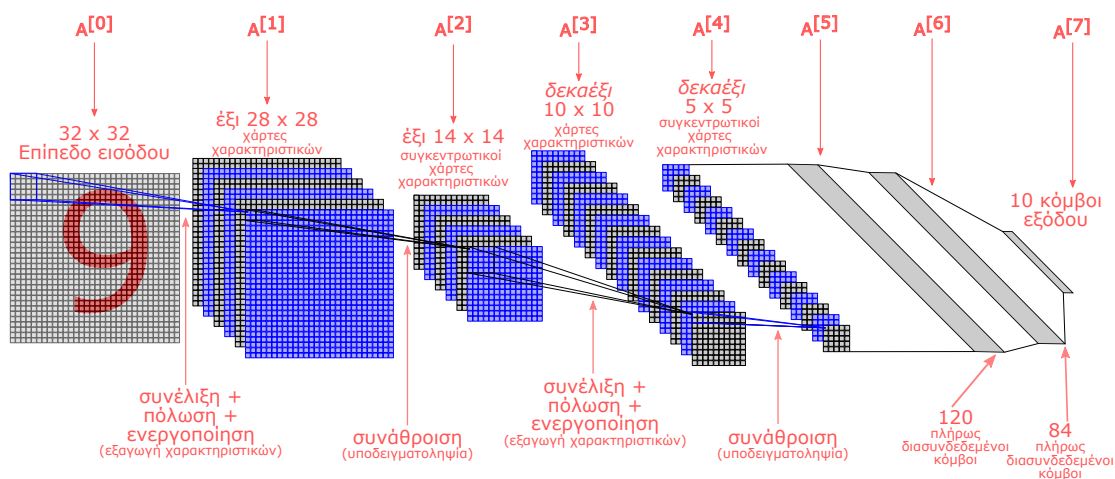 A[0]
A[1]
A[2]
A[3]
A[4]
A[5]
A[6]
A[7]
32 x 32
Επίπεδο εισόδου
έξι 28 x 28
χάρτες
χαρακτηριστικών
έξι 14 x 14
συγκεντρωτικοί
χάρτες
χαρακτηριστικών
δεκαέξι
10 x 10
χάρτες
χαρακτηριστικών
δεκαέξι
5 x 5
συγκεντρωτικοί
χάρτες
χαρακτηριστικών
10 κόμβοι
εξόδου
9
συνέλιξη +
πόλωση +
ενεργοποίηση
(εξαγωγή χαρακτηριστικών)
συνάθροιση
(υποδειγματοληψία)
συνέλιξη +
πόλωση +
ενεργοποίηση
(εξαγωγή χαρακτηριστικών)
συνάθροιση
(υποδειγματοληψία)
120
πλήρως
διασυνδεδεμένοι
κόμβοι
84
πλήρως
διασυνδεδεμένοι
κόμβοι